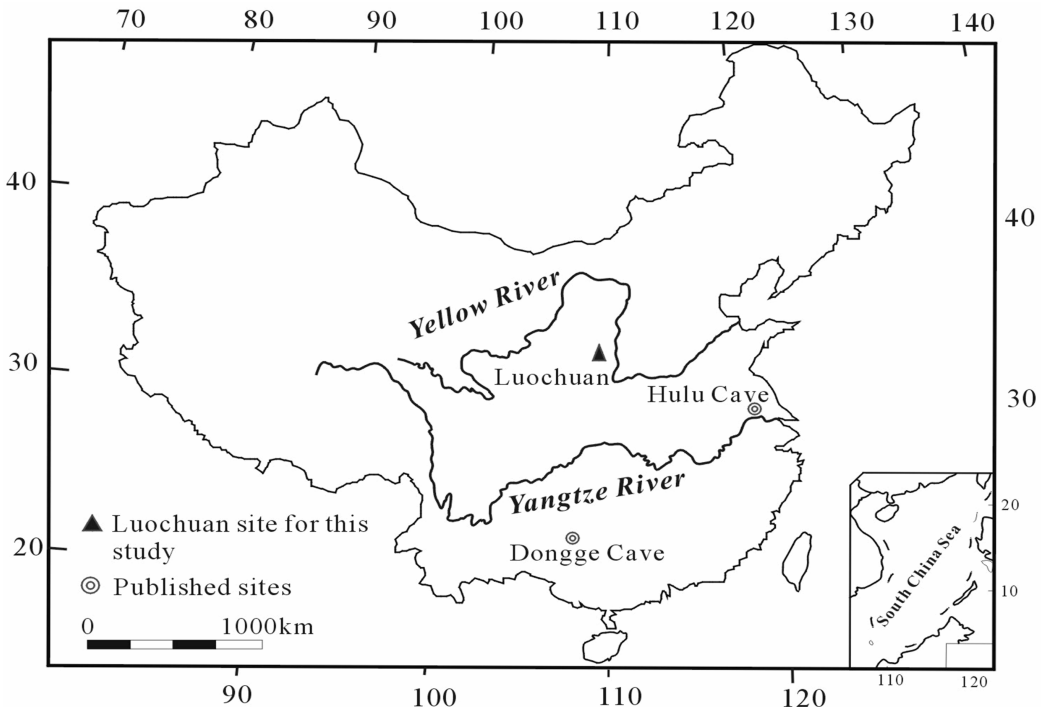 70 80 90 100 110 120 130 140
40
40
Yellow River
30
Luochuan
Hulu Cave
30
Yangtze River
Luochuan site for this
study
20
Dongge Cave
Published sites
0 1000km
20
South China Sea
10
110 120
90 100 110 120